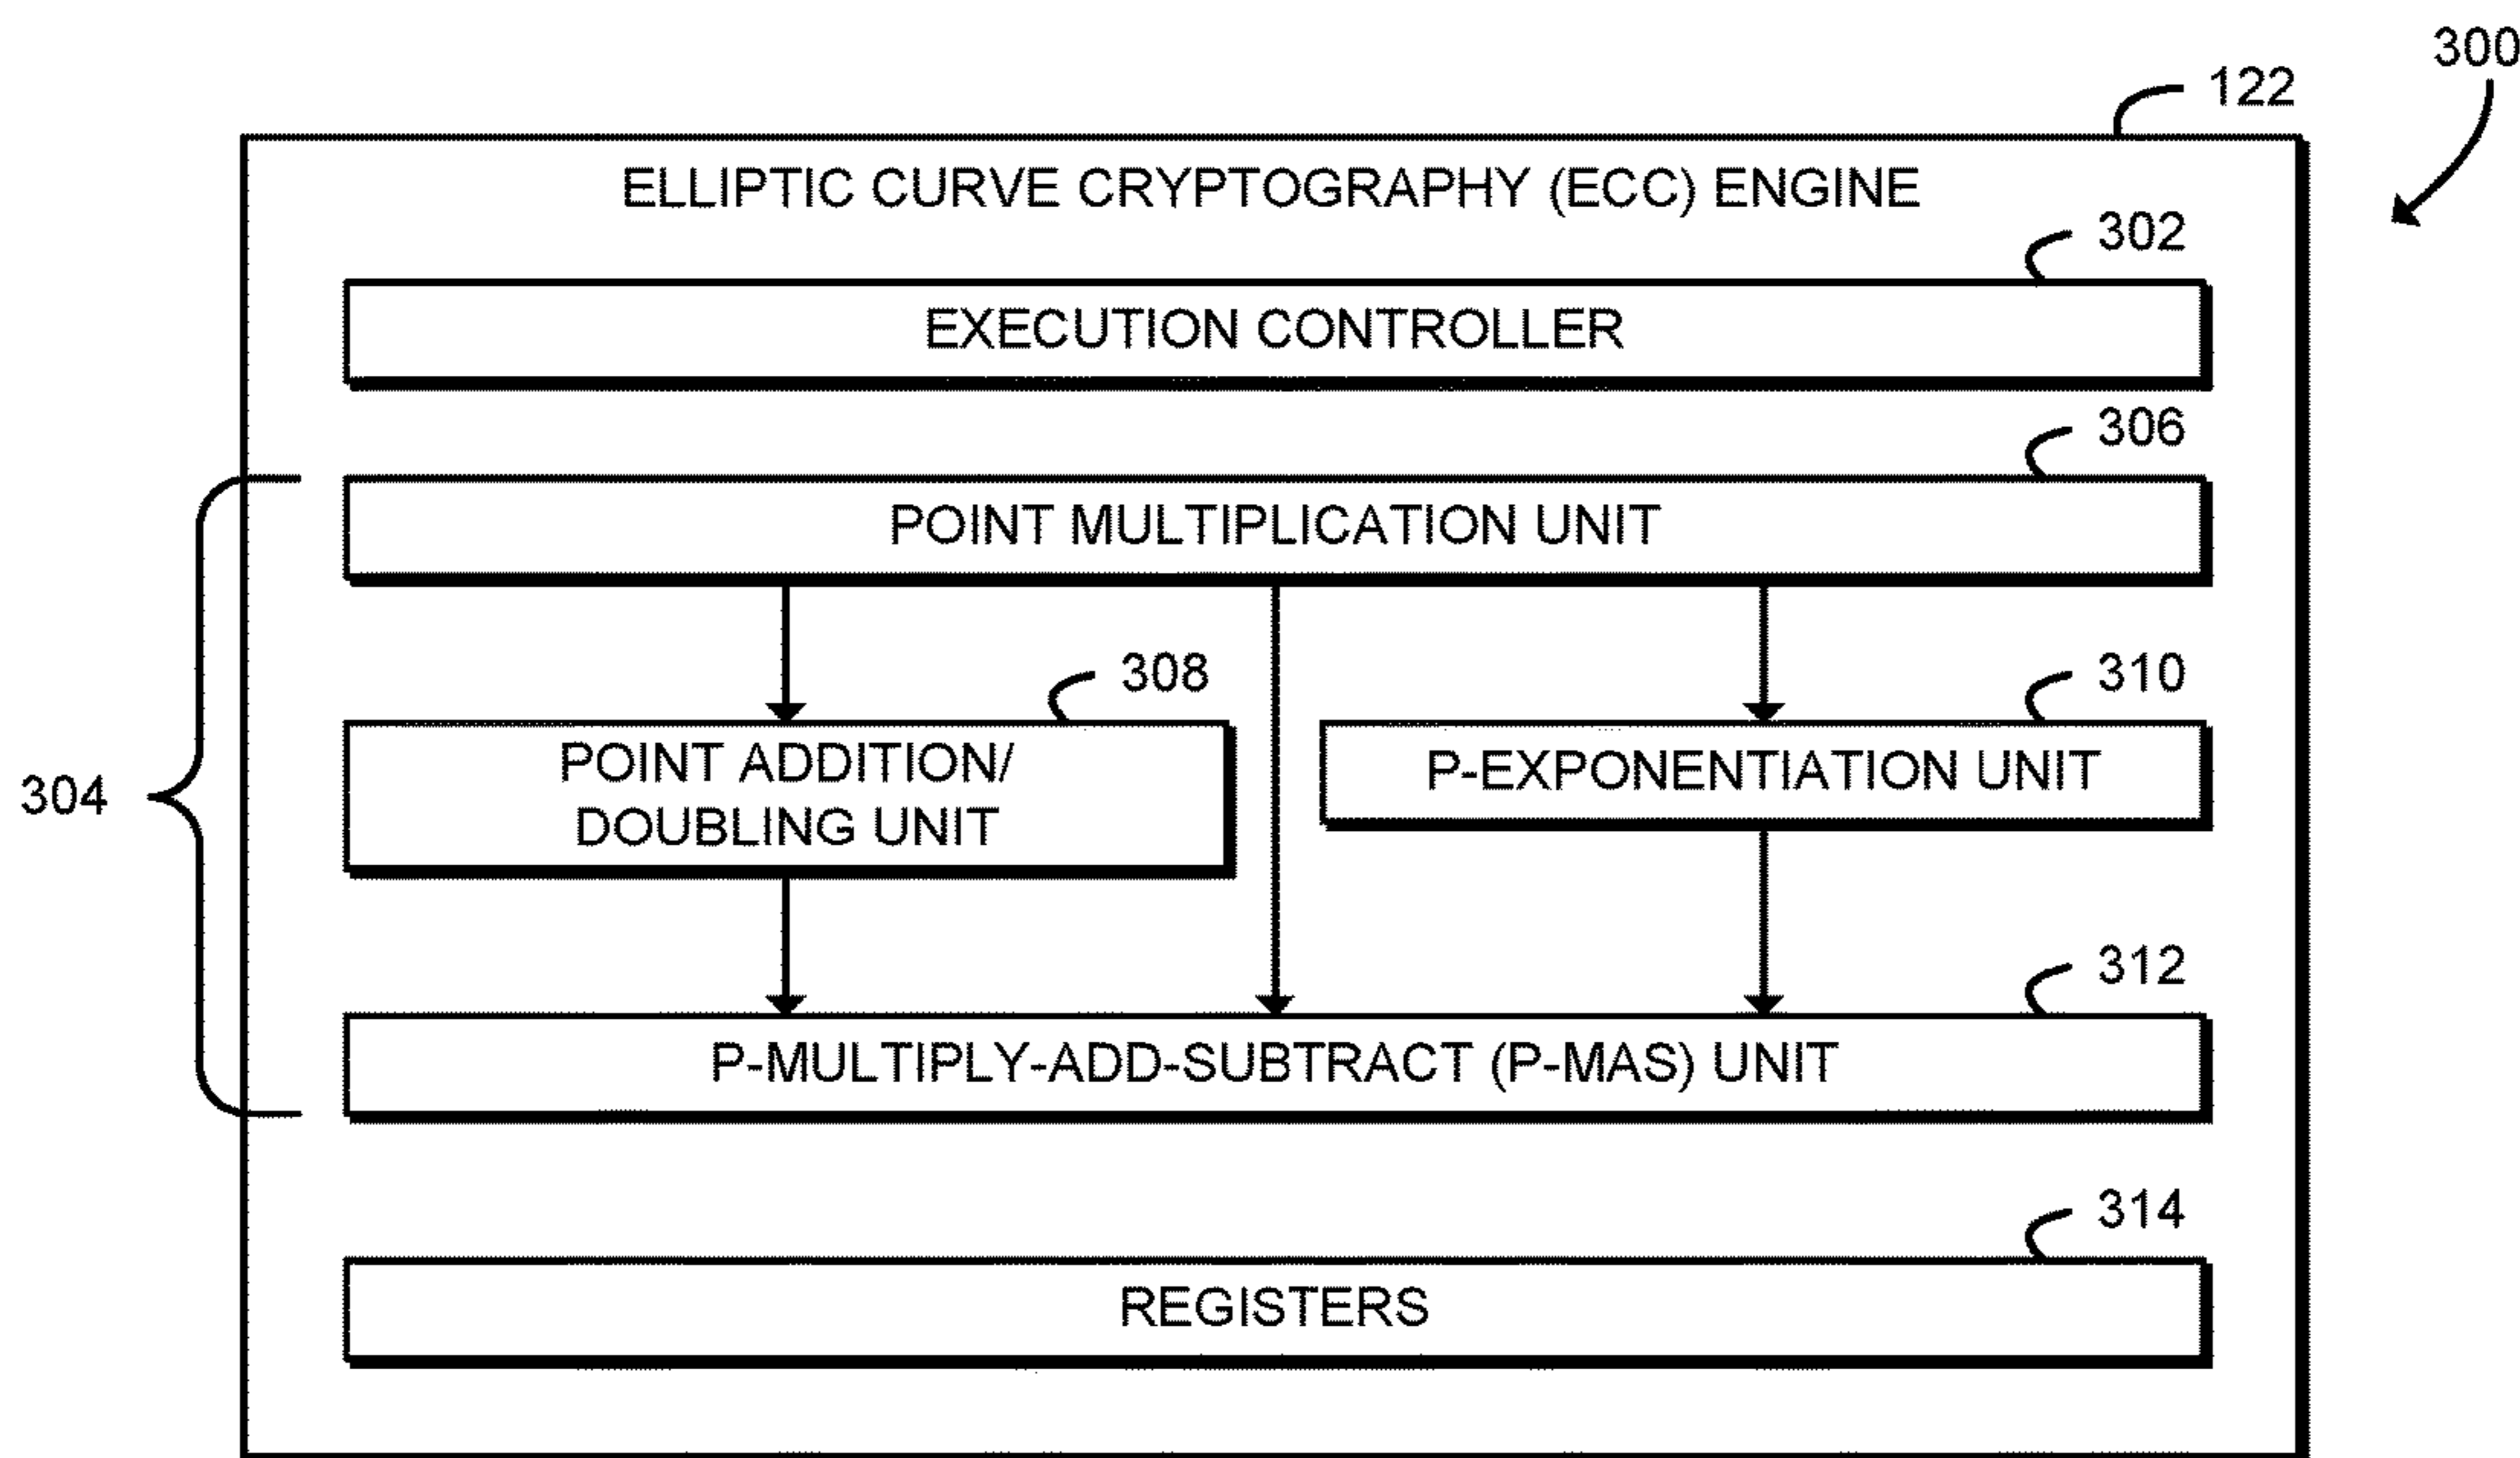 300
122
ELLIPTIC CURVE CRYPTOGRAPHY (ECC) ENGINE
302
EXECUTION CONTROLLER
306
POINT MULTIPLICATION UNIT
304
308
POINT ADDITION/
DOUBLING UNIT
310
P-EXPONENTIATION UNIT
312
P-MULTIPLY-ADD-SUBTRACT (P-MAS) UNIT
314
REGISTERS